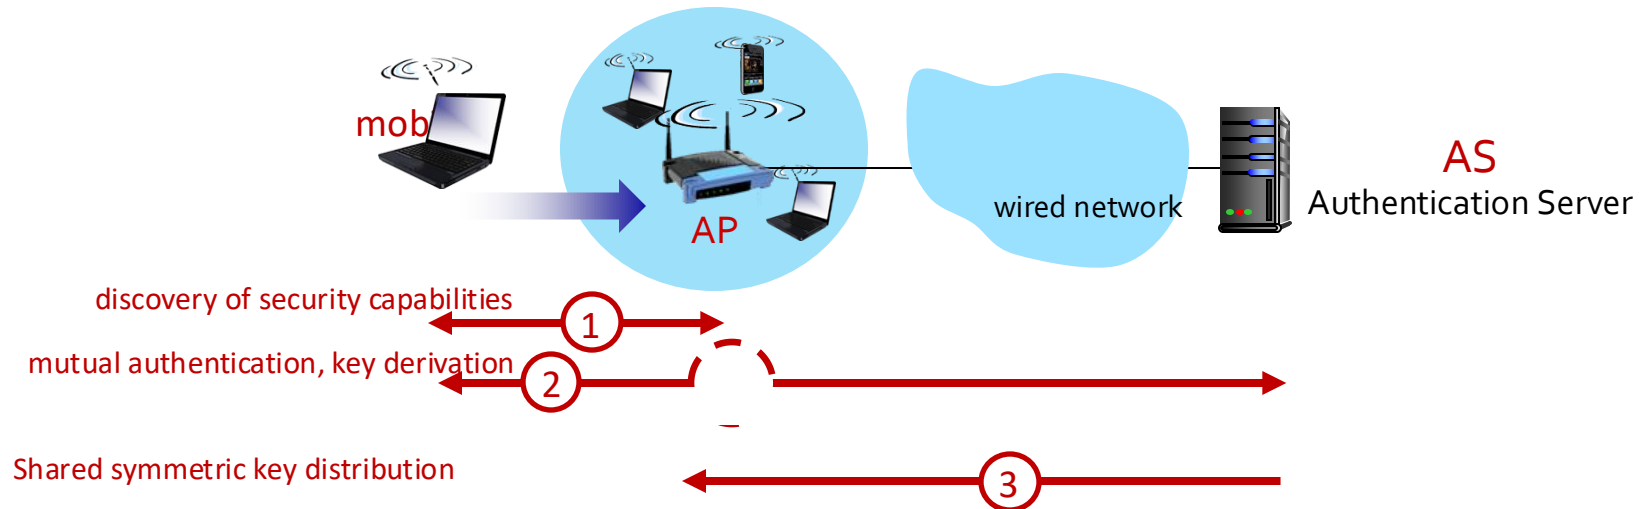 mob
AP
wired network
AS
Authentication Server
discovery of security capabilities
1
mutual authentication, key derivation
2
Shared symmetric key distribution
3